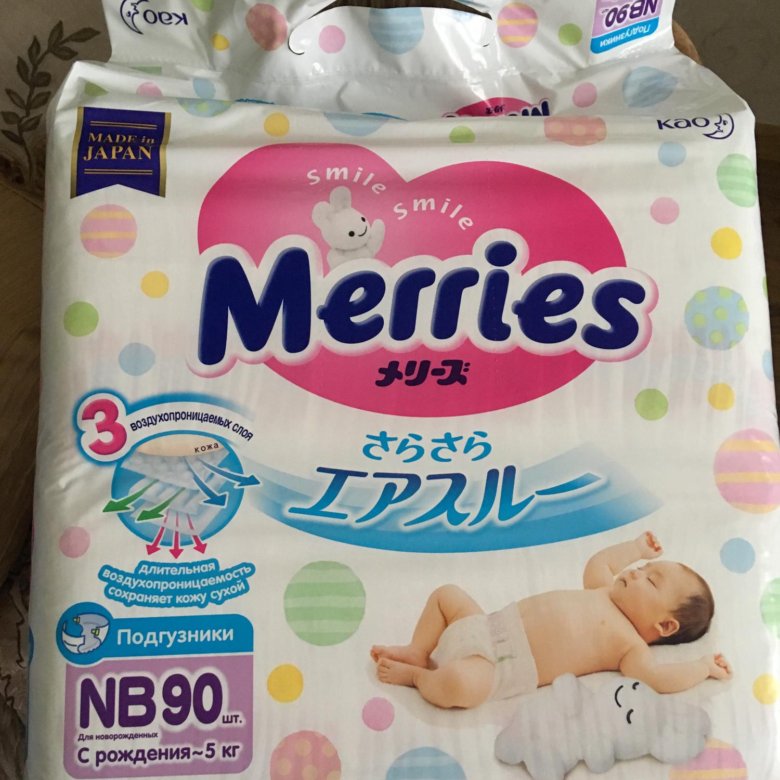 Kao
Подгузники
NB90
MADE in
JAPAN
Kao
Smile
Smile
Merries
メリーズ
3 воздухопроницаемых слоя
кожа
さらさら
エアスルー
длительная
воздухопроницаемость
сохраняет кожу сухой
Подгузники
NB90 шт.
Для новорожденных
С рождения~5 кг